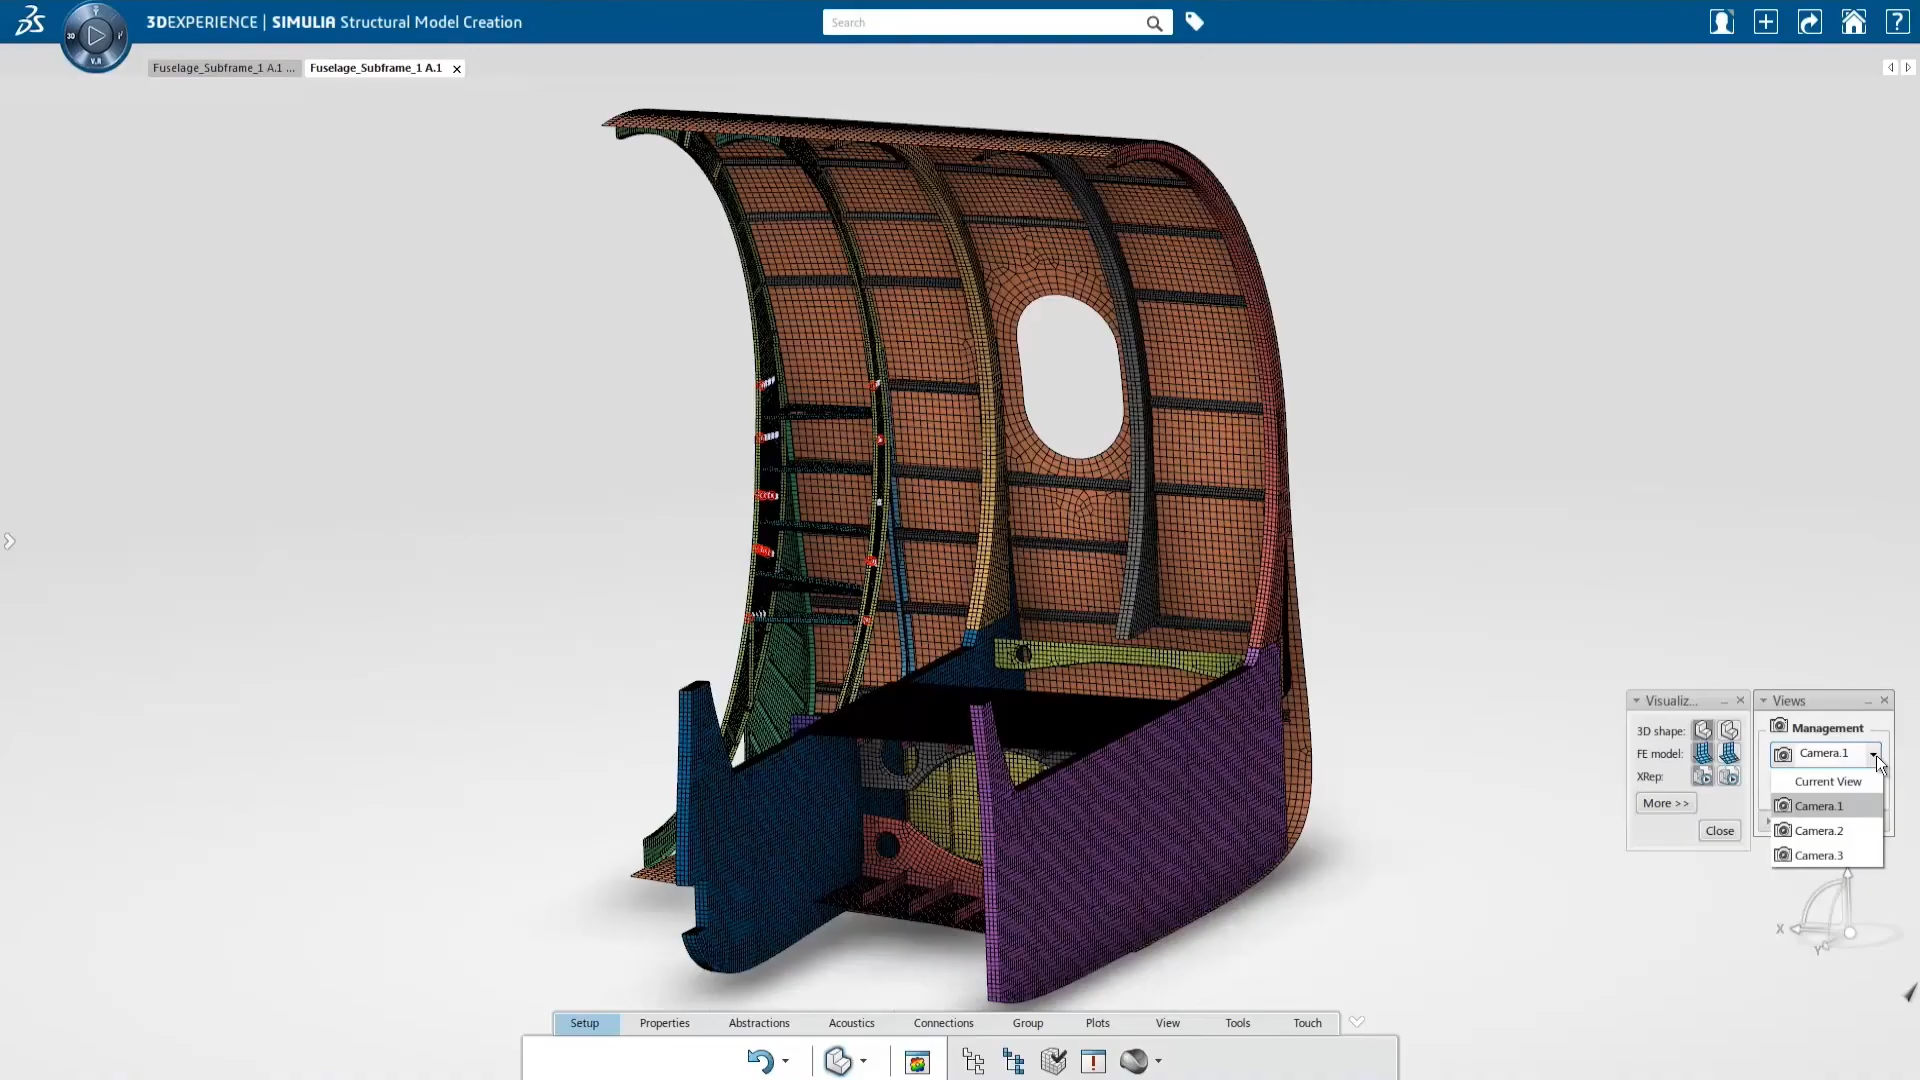 3DEXPERIENCE | SIMULIA Structural Model Creation
Search
3D
V.R
Fuselage_Subframe_1 A.1 ...
Fuselage_Subframe_1 A.1
Visualiz...
3D shape:
FE model:
XRep:
More >>
Close
Views
Management
Camera.1
Current View
Camera.1
Camera.2
Camera.3
X
Y
Setup
Properties
Abstractions
Acoustics
Connections
Group
Plots
View
Tools
Touch